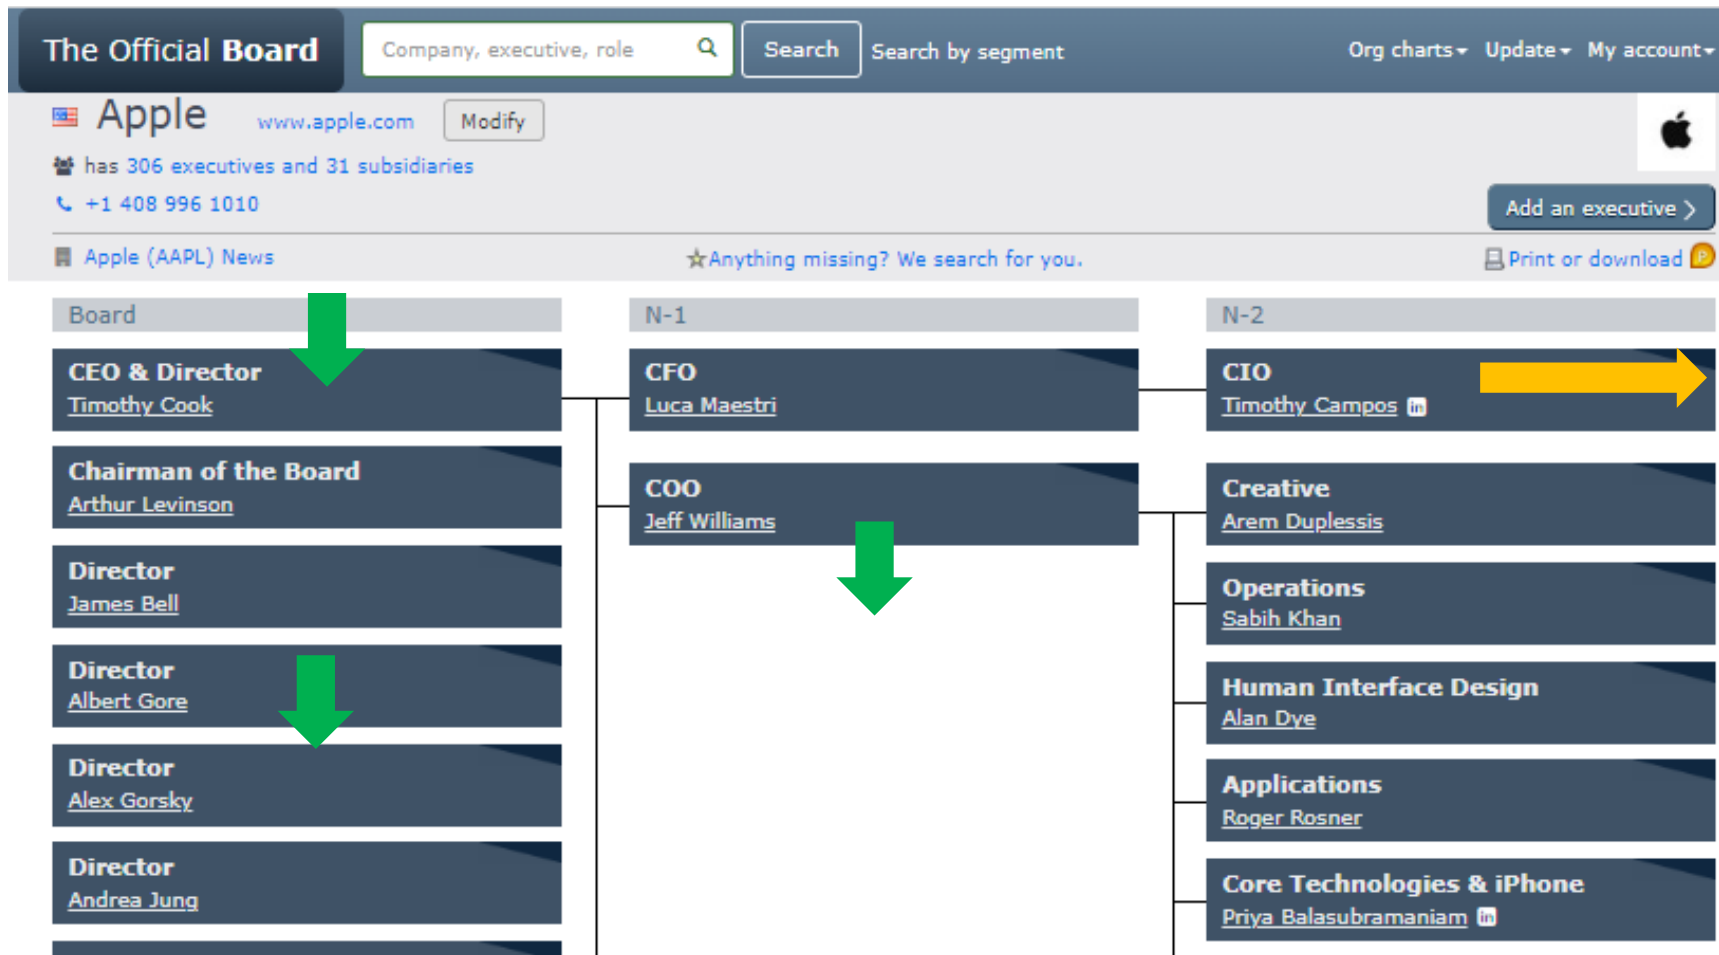 The Official Board
Company, executive, role
Search
Search by segment
Org charts
Update
My account
Apple
www.apple.com
Modify
has 306 executives and 31 subsidiaries
+1 408 996 1010
Add an executive >
Apple (AAPL) News
Anything missing? We search for you.
Print or download
P
Board
CEO & Director
Timothy Cook
Chairman of the Board
Arthur Levinson
Director
James Bell
Director
Albert Gore
Director
Alex Gorsky
Director
Andrea Jung
N-1
CFO
Luca Maestri
COO
Jeff Williams
N-2
CIO
Timothy Campos in
Creative
Arem Duplessis
Operations
Sabih Khan
Human Interface Design
Alan Dye
Applications
Roger Rosner
Core Technologies & iPhone
Priya Balasubramaniam in